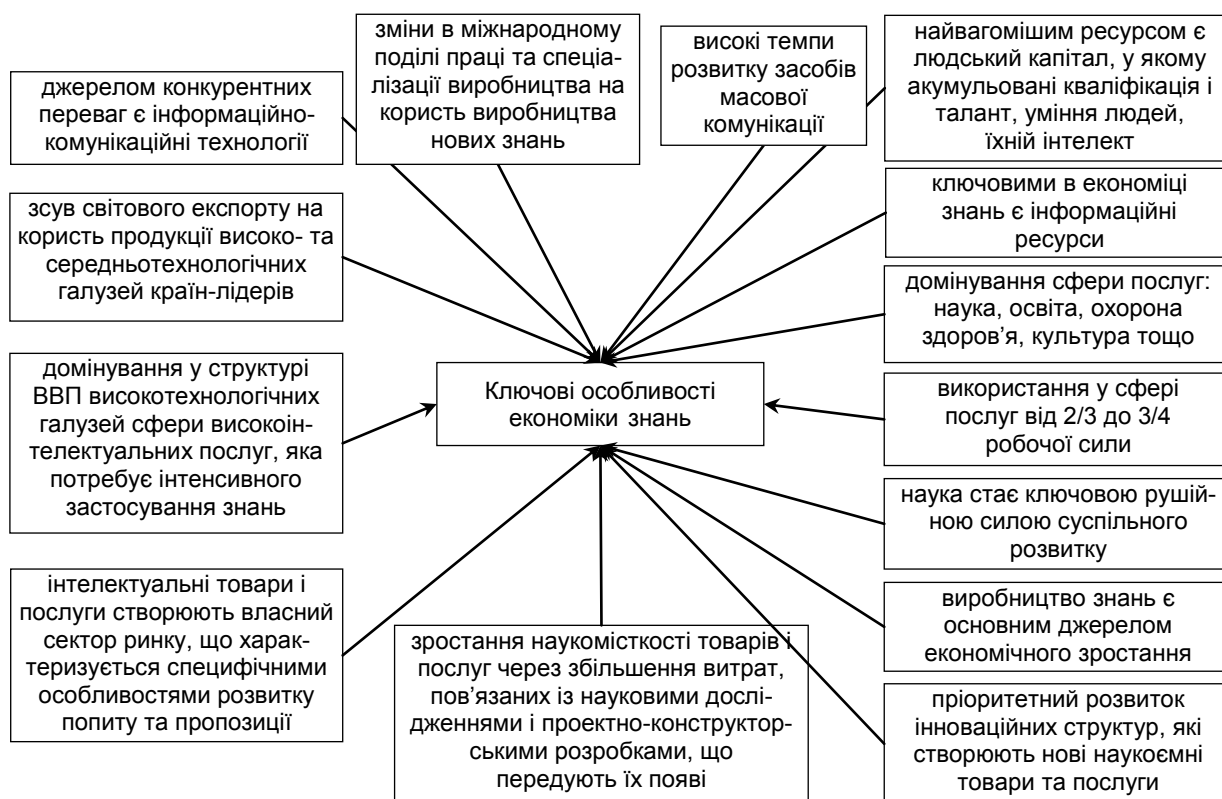 джерелом конкурентних
переваг є інформаційно-
комунікаційні технології
зміни в міжнародному
поділі праці та спеціа-
лізації виробництва на
користь виробництва
нових знань
високі темпи
розвитку засобів
масової
комунікації
найвагомішим ресурсом є
людський капітал, у якому
акумульовані кваліфікація і
талант, уміння людей,
їхній інтелект
зсув світового експорту на
користь продукції високо- та
середньотехнологічних
галузей країн-лідерів
ключовими в економіці
знань є інформаційні
ресурси
домінування сфери послуг:
наука, освіта, охорона
здоров’я, культура тощо
домінування у структурі
ВВП високотехнологічних
галузей сфери високоін-
телектуальних послуг, яка
потребує інтенсивного
застосування знань
Ключові особливості
економіки знань
використання у сфері
послуг від 2/3 до 3/4
робочої сили
наука стає ключовою рушій-
ною силою суспільного
розвитку
інтелектуальні товари і
послуги створюють власний
сектор ринку, що харак-
теризується специфічними
особливостями розвитку
попиту та пропозиції
зростання наукомісткості товарів і
послуг через збільшення витрат,
пов’язаних із науковими дослі-
дженнями і проектно-конструктор-
ськими розробками, що
передують їх появі
виробництво знань є
основним джерелом
економічного зростання
пріоритетний розвиток
інноваційних структур, які
створюють нові наукоємні
товари та послуги